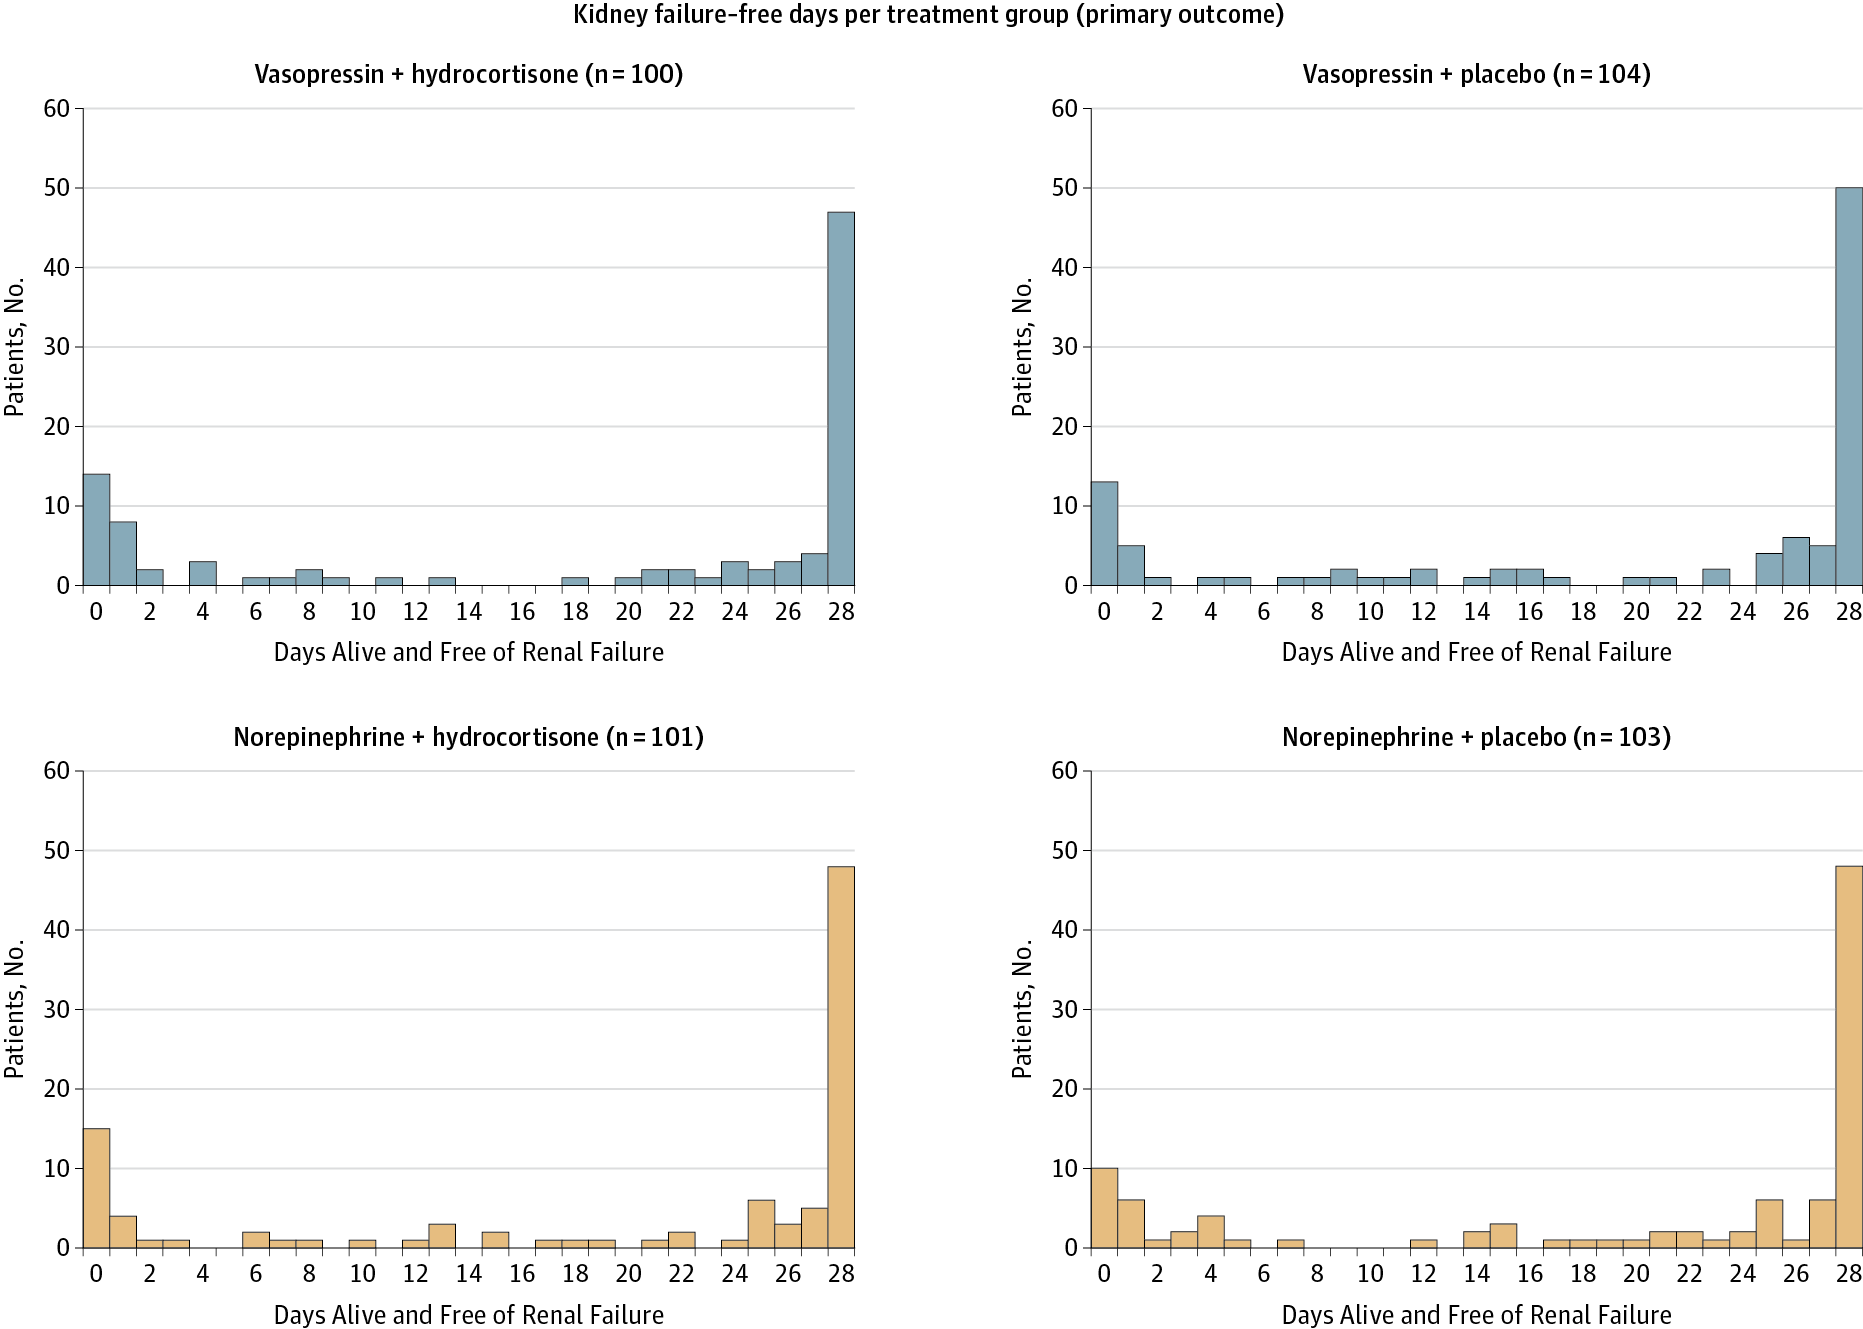 Kidney failure-free days per treatment group (primary outcome)
Vasopressin + hydrocortisone (n = 100)
60
50
40
30
20
10
0
Patients, No.
0 2 4 6 8 10 12 14 16 18 20 22 24 26 28
Days Alive and Free of Renal Failure
Vasopressin + placebo (n = 104)
60
50
40
30
20
10
0
Patients, No.
0 2 4 6 8 10 12 14 16 18 20 22 24 26 28
Days Alive and Free of Renal Failure
Norepinephrine + hydrocortisone (n = 101)
60
50
40
30
20
10
0
Patients, No.
0 2 4 6 8 10 12 14 16 18 20 22 24 26 28
Days Alive and Free of Renal Failure
Norepinephrine + placebo (n = 103)
60
50
40
30
20
10
0
Patients, No.
0 2 4 6 8 10 12 14 16 18 20 22 24 26 28
Days Alive and Free of Renal Failure